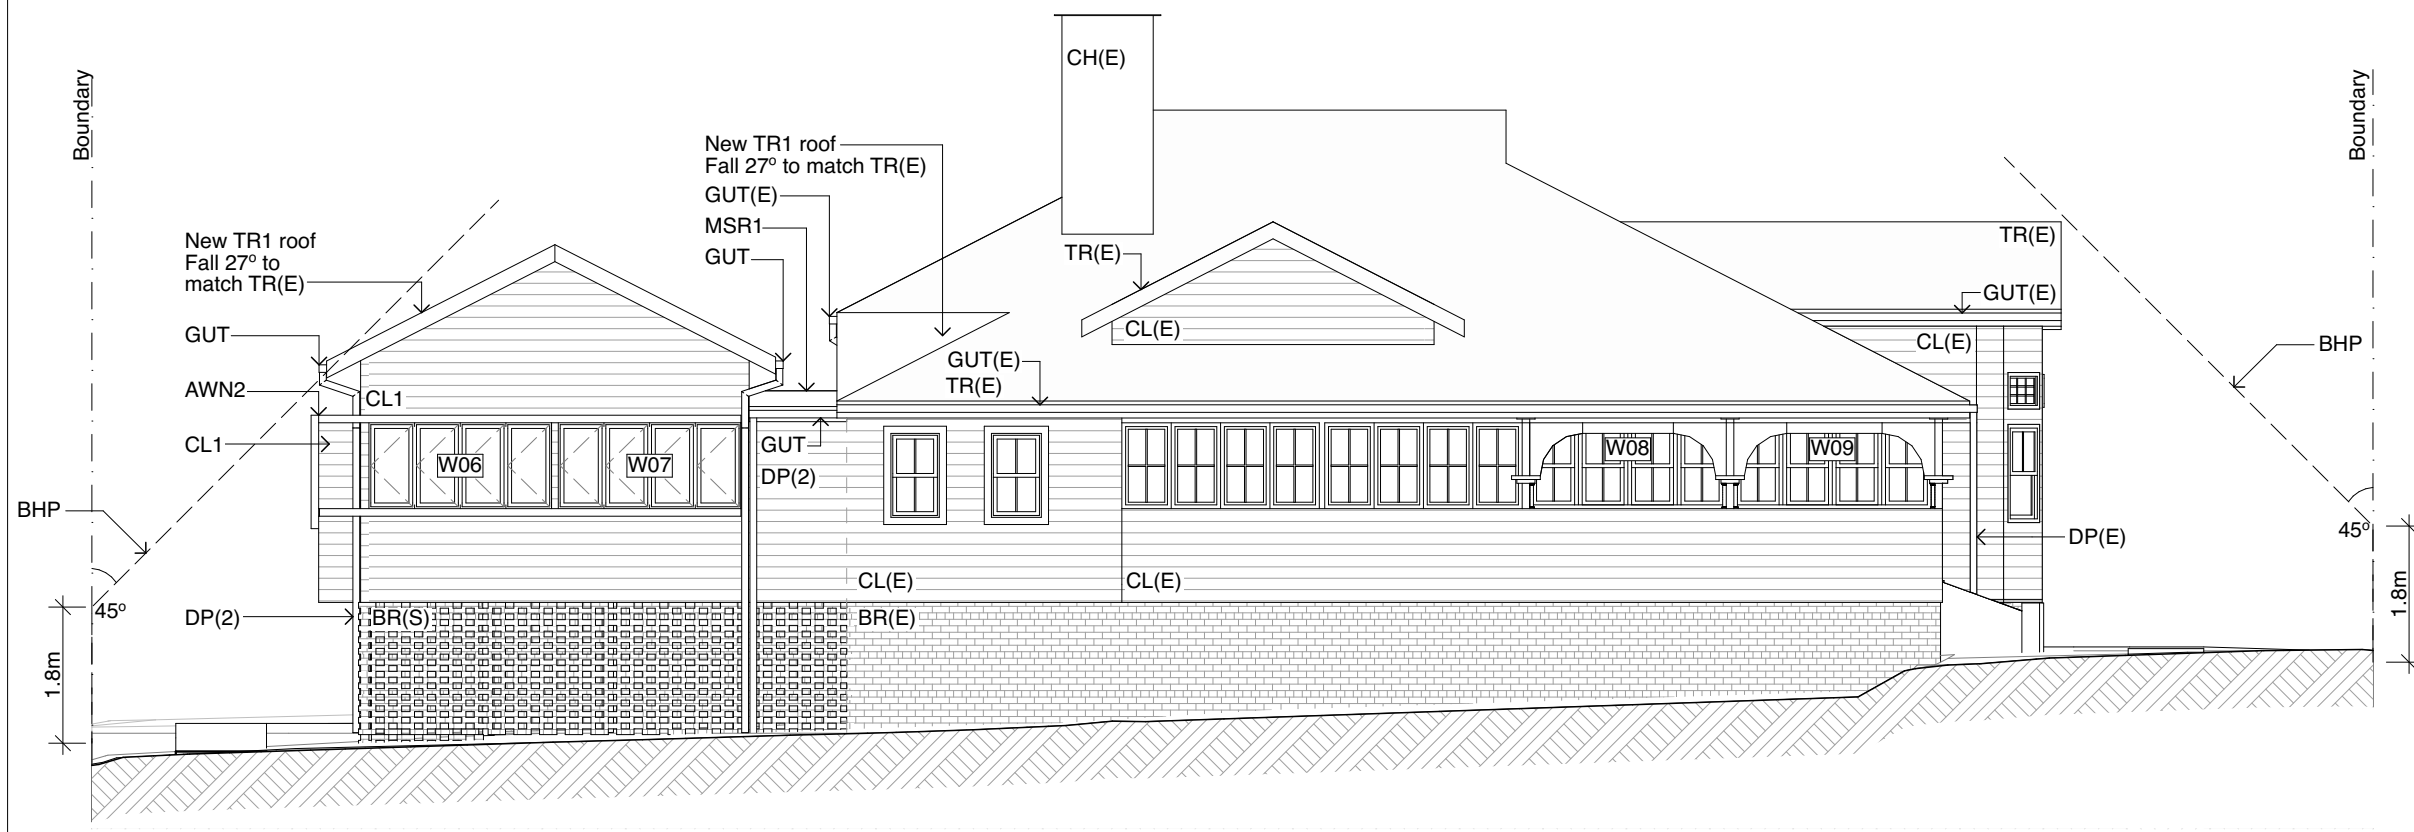 Boundary
CH(E)
Boundary
New TR1 roof
Fall 27º to match TR(E)
GUT(E)
MSR1
GUT
New TR1 roof
Fall 27º to
match TR(E)
GUT
AWN2
CL1
CL1
BHP
45º
DP(2)
1.8m
BR(S)
W06
W07
GUT
DP(2)
TR(E)
CL(E)
GUT(E)
TR(E)
CL(E)
BR(E)
CL(E)
W08
W09
TR(E)
GUT(E)
CL(E)
BHP
DP(E)
45º
1.8m